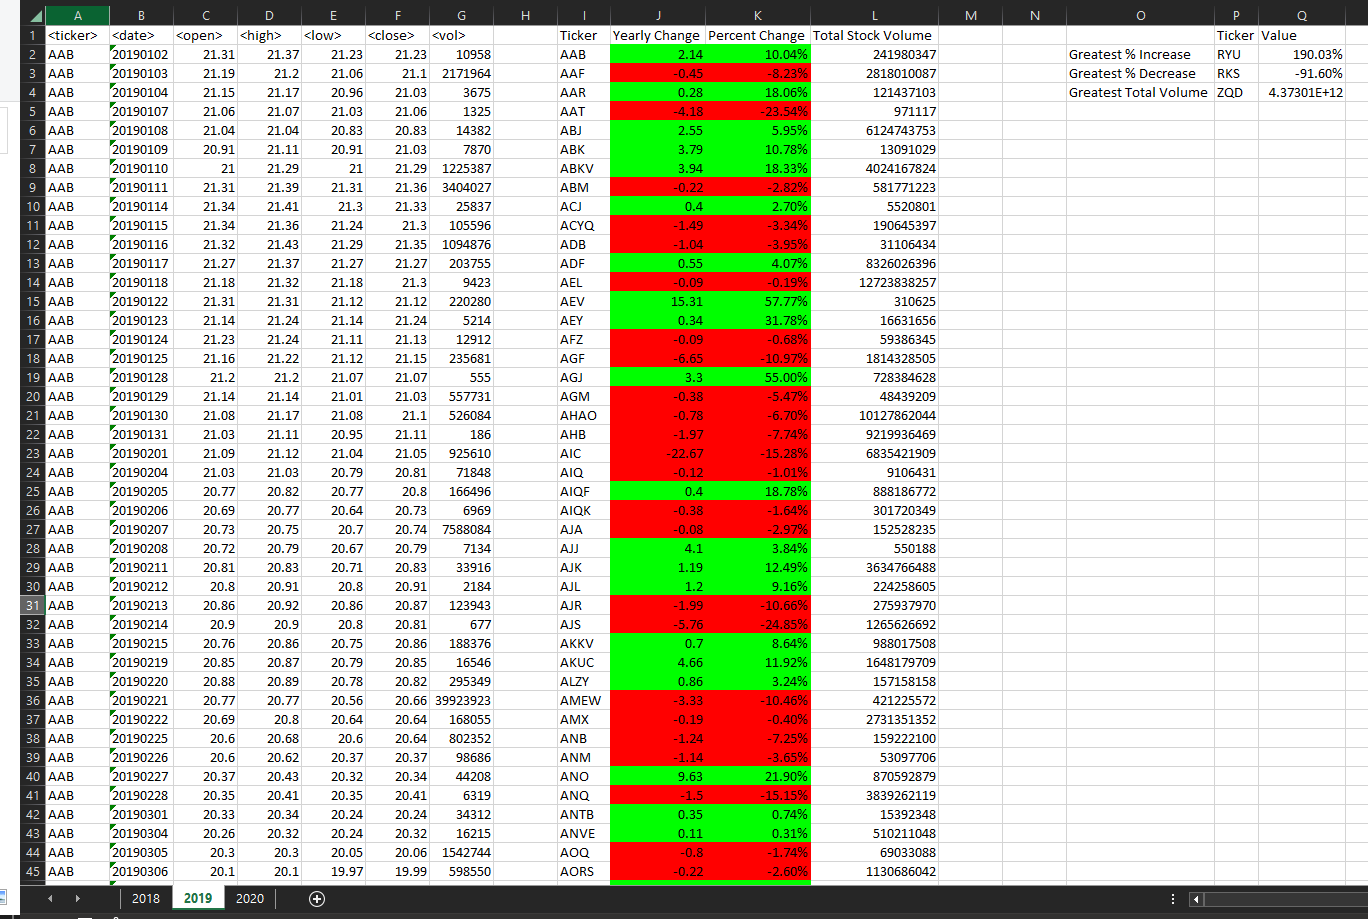 A B C D E F G H I J K L M N O P Q
1 <ticker> <date> <open> <high> <low> <close> <vol> Ticker Yearly Change Percent Change Total Stock Volume Ticker Value
2 AAB 20190102 21.31 21.37 21.23 21.23 10958 AAB 2.14 10.04% 241980347 Greatest % Increase RYU 190.03%
3 AAB 20190103 21.19 21.2 21.06 21.1 2171964 AAF -0.45 -8.23% 2818010087 Greatest % Decrease RKS -91.60%
4 AAB 20190104 21.15 21.17 20.96 21.03 3675 AAR 0.28 18.06% 121437103 Greatest Total Volume ZQD 4.37301E+12
5 AAB 20190107 21.06 21.07 21.03 21.06 1325 AAT -4.18 -23.54% 971117
6 AAB 20190108 21.04 21.04 20.83 20.83 14382 ABJ 2.55 5.95% 6124743753
7 AAB 20190109 20.91 21.11 20.91 21.03 7870 ABK 3.79 10.78% 13091029
8 AAB 20190110 21 21.29 21 21.29 1225387 ABKV 3.94 18.33% 4024167824
9 AAB 20190111 21.31 21.39 21.31 21.36 3404027 ABM -0.22 -2.82% 581771223
10 AAB 20190114 21.34 21.41 21.3 21.33 25837 ACJ 0.4 2.70% 5520801
11 AAB 20190115 21.34 21.36 21.24 21.3 105596 ACYQ -1.49 -3.34% 190645397
12 AAB 20190116 21.32 21.43 21.29 21.35 1094876 ADB -1.04 -3.95% 31106434
13 AAB 20190117 21.27 21.37 21.27 21.27 203755 ADF 0.55 4.07% 8326026396
14 AAB 20190118 21.18 21.32 21.18 21.3 9423 AEL -0.09 -0.19% 12723838257
15 AAB 20190122 21.31 21.31 21.12 21.12 220280 AEV 15.31 57.77% 310625
16 AAB 20190123 21.14 21.24 21.14 21.24 5214 AEY 0.34 31.78% 16631656
17 AAB 20190124 21.23 21.24 21.11 21.13 12912 AFZ -0.09 -0.68% 59386345
18 AAB 20190125 21.16 21.22 21.12 21.15 235681 AGF -6.65 -10.97% 1814328505
19 AAB 20190128 21.2 21.2 21.07 21.07 555 AGJ 3.3 55.00% 728384628
20 AAB 20190129 21.14 21.14 21.01 21.03 557731 AGM -0.38 -5.47% 48439209
21 AAB 20190130 21.08 21.17 21.08 21.1 526084 AHAO -0.78 -6.70% 10127862044
22 AAB 20190131 21.03 21.11 20.95 21.11 186 AHB -1.97 -7.74% 9219936469
23 AAB 20190201 21.09 21.12 21.04 21.05 925610 AIC -22.67 -15.28% 6835421909
24 AAB 20190204 21.03 21.03 20.79 20.81 71848 AIQ -0.12 -1.01% 9106431
25 AAB 20190205 20.77 20.82 20.77 20.8 166496 AIQF 0.4 18.78% 888186772
26 AAB 20190206 20.69 20.77 20.64 20.73 6969 AIQK -0.38 -1.64% 301720349
27 AAB 20190207 20.73 20.75 20.7 20.74 7588084 AJA -0.08 -2.97% 152528235
28 AAB 20190208 20.72 20.79 20.67 20.79 7134 AJJ 4.1 3.84% 550188
29 AAB 20190211 20.81 20.83 20.71 20.83 33916 AJK 1.19 12.49% 3634766488
30 AAB 20190212 20.8 20.91 20.8 20.91 2184 AJL 1.2 9.16% 224258605
31 AAB 20190213 20.86 20.92 20.86 20.87 123943 AJR -1.99 -10.66% 275937970
32 AAB 20190214 20.9 20.9 20.8 20.81 677 AJS -5.76 -24.85% 1265626692
33 AAB 20190215 20.76 20.86 20.75 20.86 188376 AKKV 0.7 8.64% 988017508
34 AAB 20190219 20.85 20.87 20.79 20.85 16546 AKUC 4.66 11.92% 1648179709
35 AAB 20190220 20.88 20.89 20.78 20.82 295349 ALZY 0.86 3.24% 157158158
36 AAB 20190221 20.77 20.77 20.56 20.66 39923923 AMEW -3.33 -10.46% 421225572
37 AAB 20190222 20.69 20.8 20.64 20.64 168055 AMX -0.19 -0.40% 2731351352
38 AAB 20190225 20.6 20.68 20.6 20.64 802352 ANB -1.24 -7.25% 159222100
39 AAB 20190226 20.6 20.62 20.37 20.37 98686 ANM -1.14 -3.65% 53097706
40 AAB 20190227 20.37 20.43 20.32 20.34 44208 ANO 9.63 21.90% 870592879
41 AAB 20190228 20.35 20.41 20.35 20.41 6319 ANQ -1.5 -15.15% 3839262119
42 AAB 20190301 20.33 20.34 20.24 20.24 34312 ANTB 0.35 0.74% 15392348
43 AAB 20190304 20.26 20.32 20.24 20.32 16215 ANVE 0.11 0.31% 510211048
44 AAB 20190305 20.3 20.3 20.05 20.06 1542744 AOQ -0.8 -1.74% 69033088
45 AAB 20190306 20.1 20.1 19.97 19.99 598550 AORS -0.22 -2.60% 1130686042
2018 2019 2020